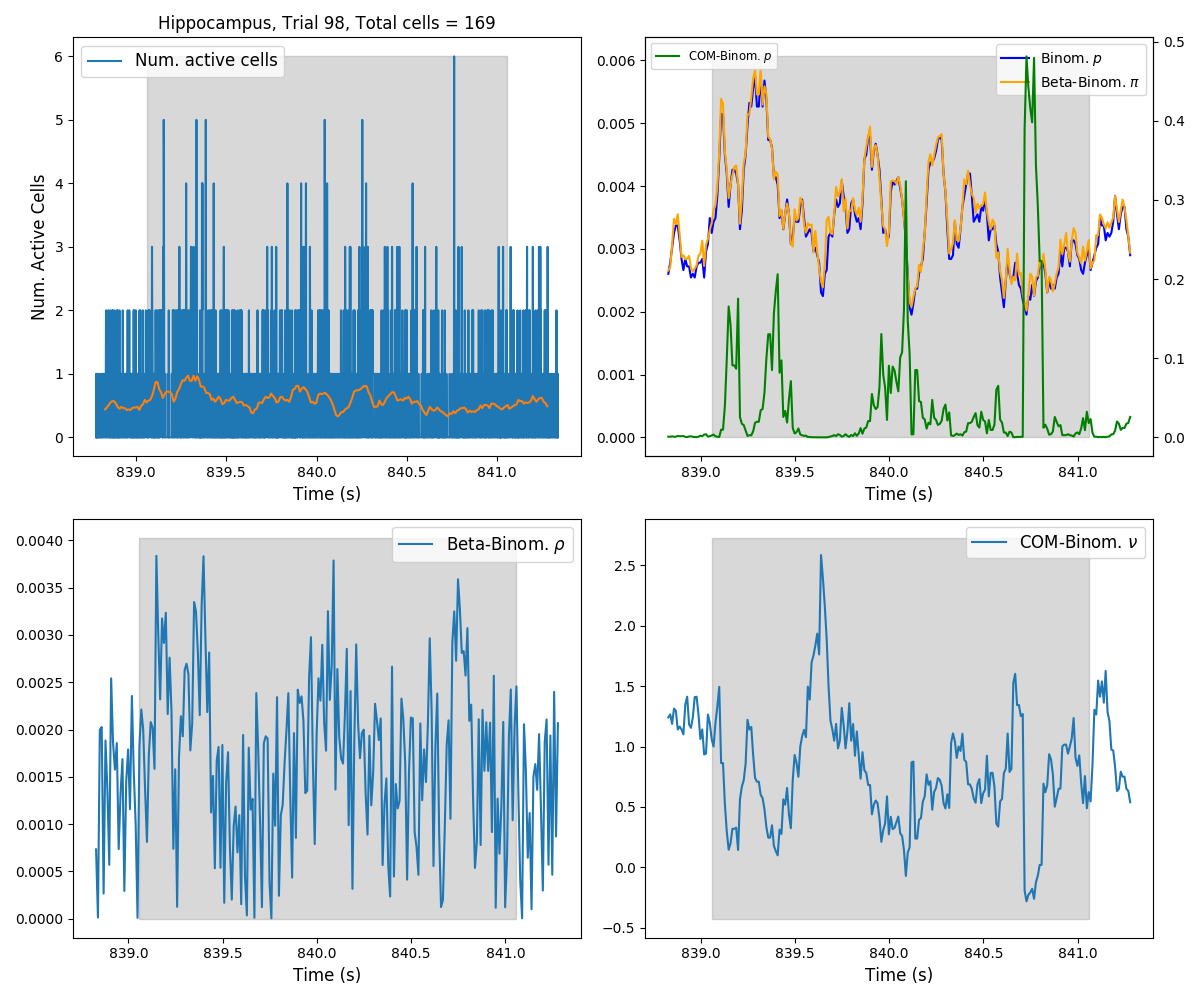 Hippocampus, Trial 98, Total cells = 169
Num. active cells
Num. Active Cells
6
5
4
3
2
1
0
839.0 839.5 840.0 840.5 841.0
Time (s)
COM-Binom. p
Binom. p
Beta-Binom. π
0.006
0.005
0.004
0.003
0.002
0.001
0.000
0.5
0.4
0.3
0.2
0.1
0.0
839.0 839.5 840.0 840.5 841.0
Time (s)
Beta-Binom. ρ
0.0040
0.0035
0.0030
0.0025
0.0020
0.0015
0.0010
0.0005
0.0000
839.0 839.5 840.0 840.5 841.0
Time (s)
COM-Binom. ν
2.5
2.0
1.5
1.0
0.5
0.0
−0.5
839.0 839.5 840.0 840.5 841.0
Time (s)